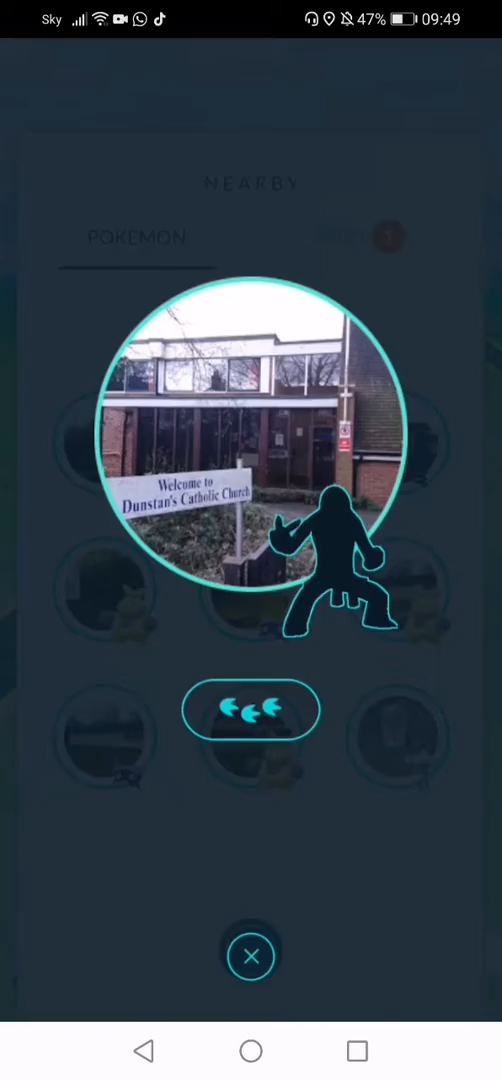 Sky 47% 09:49
NEARBY
POKEMON
Welcome to
Dunstan's Catholic Church